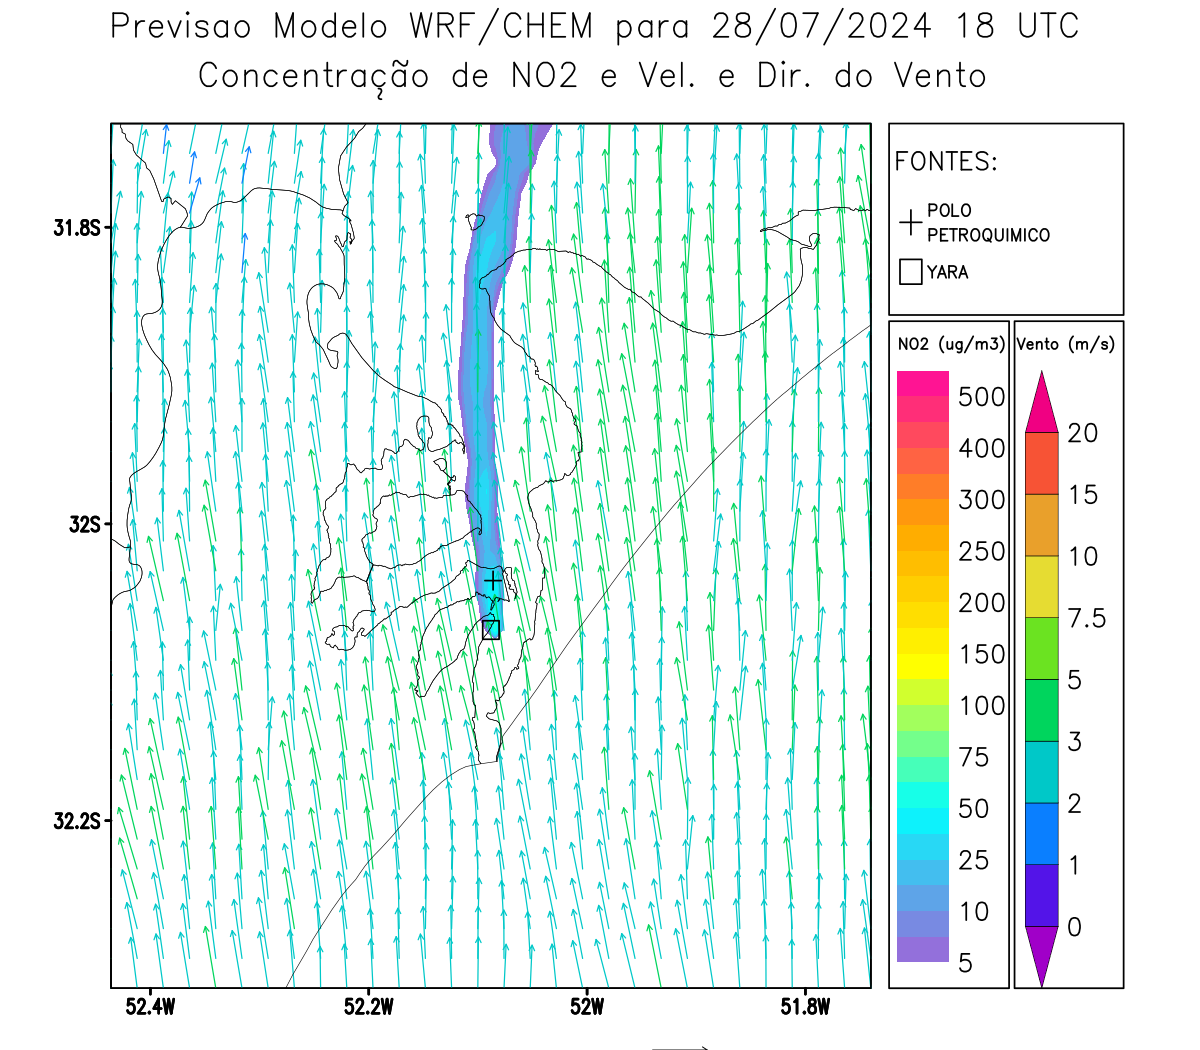 Previsao Modelo WRF/CHEM para 28/07/2024 18 UTC
Concentração de NO2 e Vel. e Dir. do Vento
FONTES:
POLO
PETROQUIMICO
YARA
NO2 (ug/m3)
500
400
300
250
200
150
100
75
50
25
10
5
Vento (m/s)
20
15
10
7.5
5
3
2
1
0
31.8S
32S
32.2S
52.4W 52.2W 52W 51.8W